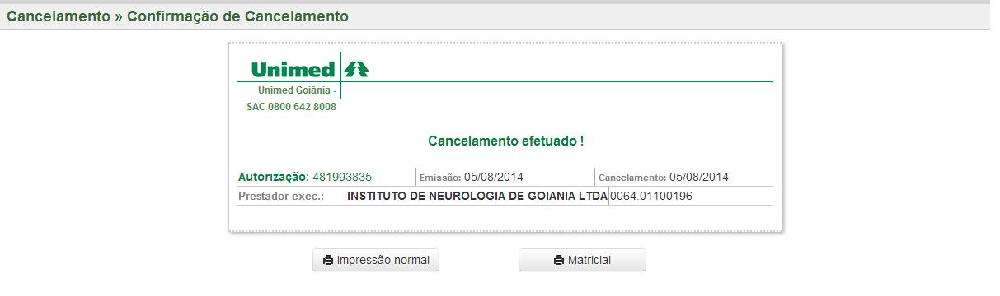 Cancelamento » Confirmação de Cancelamento
Unimed
Unimed Goiânia -
SAC 0800 642 8008
Cancelamento efetuado !
Autorização: 481993835 Emissão: 05/08/2014 Cancelamento: 05/08/2014
Prestador exec.: INSTITUTO DE NEUROLOGIA DE GOIANIA LTDA 0064.01100196
Impressão normal Matricial